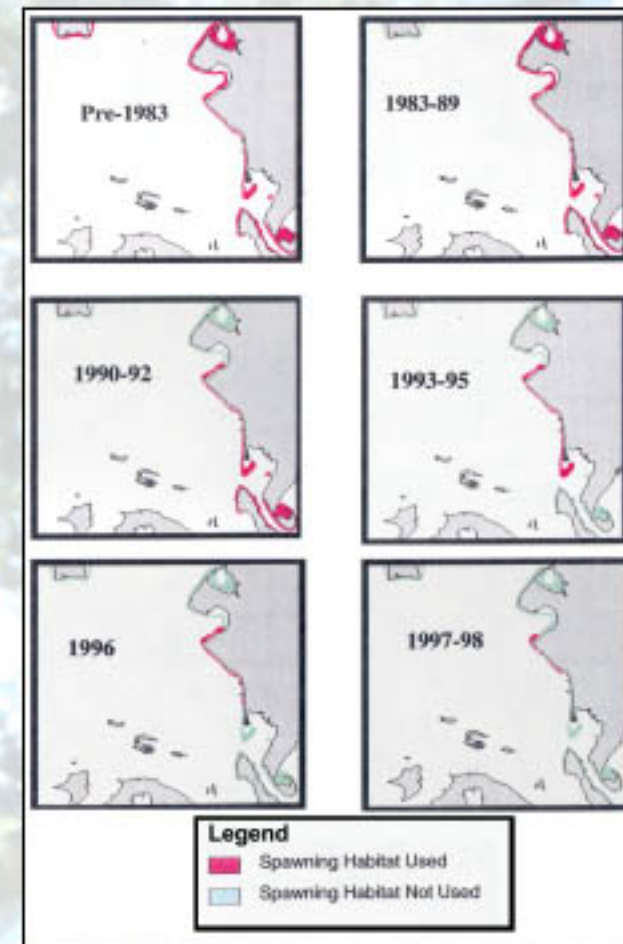 Pre-1983
1983-89
1990-92
1993-95
1996
1997-98
Legend
Spawning Habitat Used
Spawning Habitat Not Used